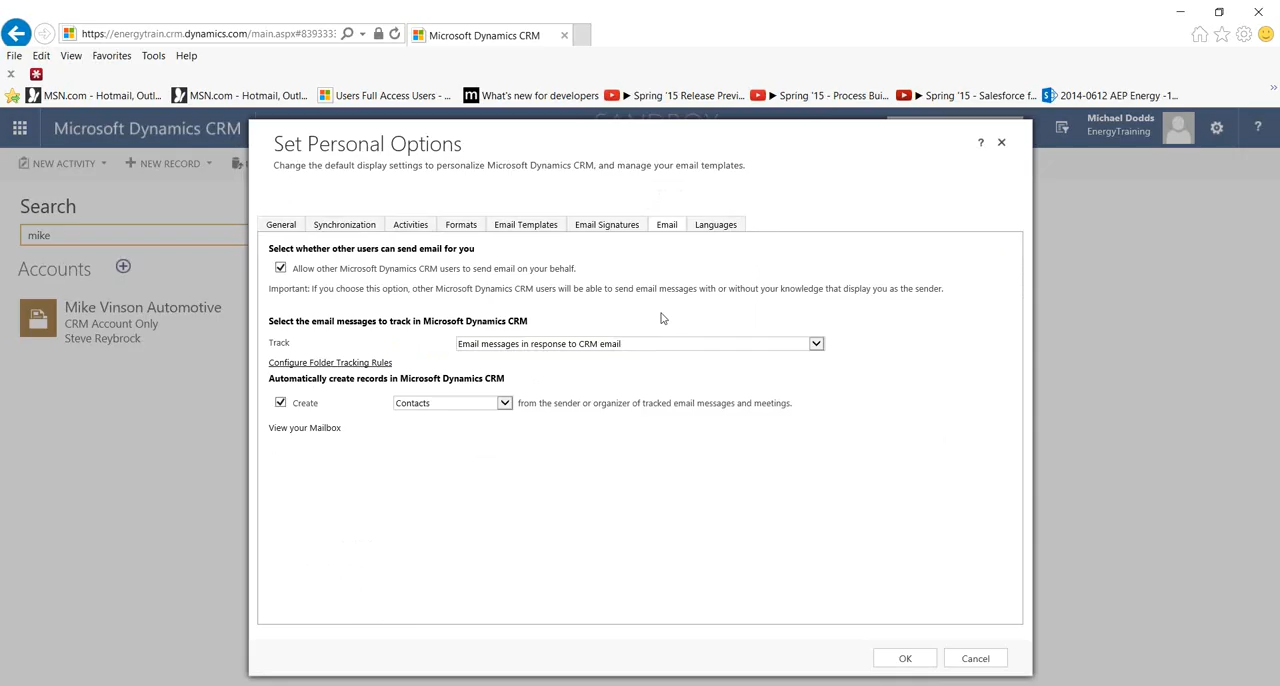 https://energytrain.crm.dynamics.com/main.aspx#839333:
Microsoft Dynamics CRM
File Edit View Favorites Tools Help
MSN.com - Hotmail, Outl... MSN.com - Hotmail, Outl... Users Full Access Users - ... What's new for developers ▶ Spring '15 Release Previ... ▶ Spring '15 - Process Bui... ▶ Spring '15 - Salesforce f... 2014-0612 AEP Energy -1...
Microsoft Dynamics CRM
SANDBOX
Michael Dodds
EnergyTraining
?
NEW ACTIVITY
NEW RECORD
Search
mike
Accounts
Mike Vinson Automotive
CRM Account Only
Steve Reybrock
Set Personal Options
?
Change the default display settings to personalize Microsoft Dynamics CRM, and manage your email templates.
General Synchronization Activities Formats Email Templates Email Signatures Email Languages
Select whether other users can send email for you
Allow other Microsoft Dynamics CRM users to send email on your behalf.
Important: If you choose this option, other Microsoft Dynamics CRM users will be able to send email messages with or without your knowledge that display you as the sender.
Select the email messages to track in Microsoft Dynamics CRM
Track Email messages in response to CRM email
Configure Folder Tracking Rules
Automatically create records in Microsoft Dynamics CRM
Create Contacts from the sender or organizer of tracked email messages and meetings.
View your Mailbox
OK Cancel